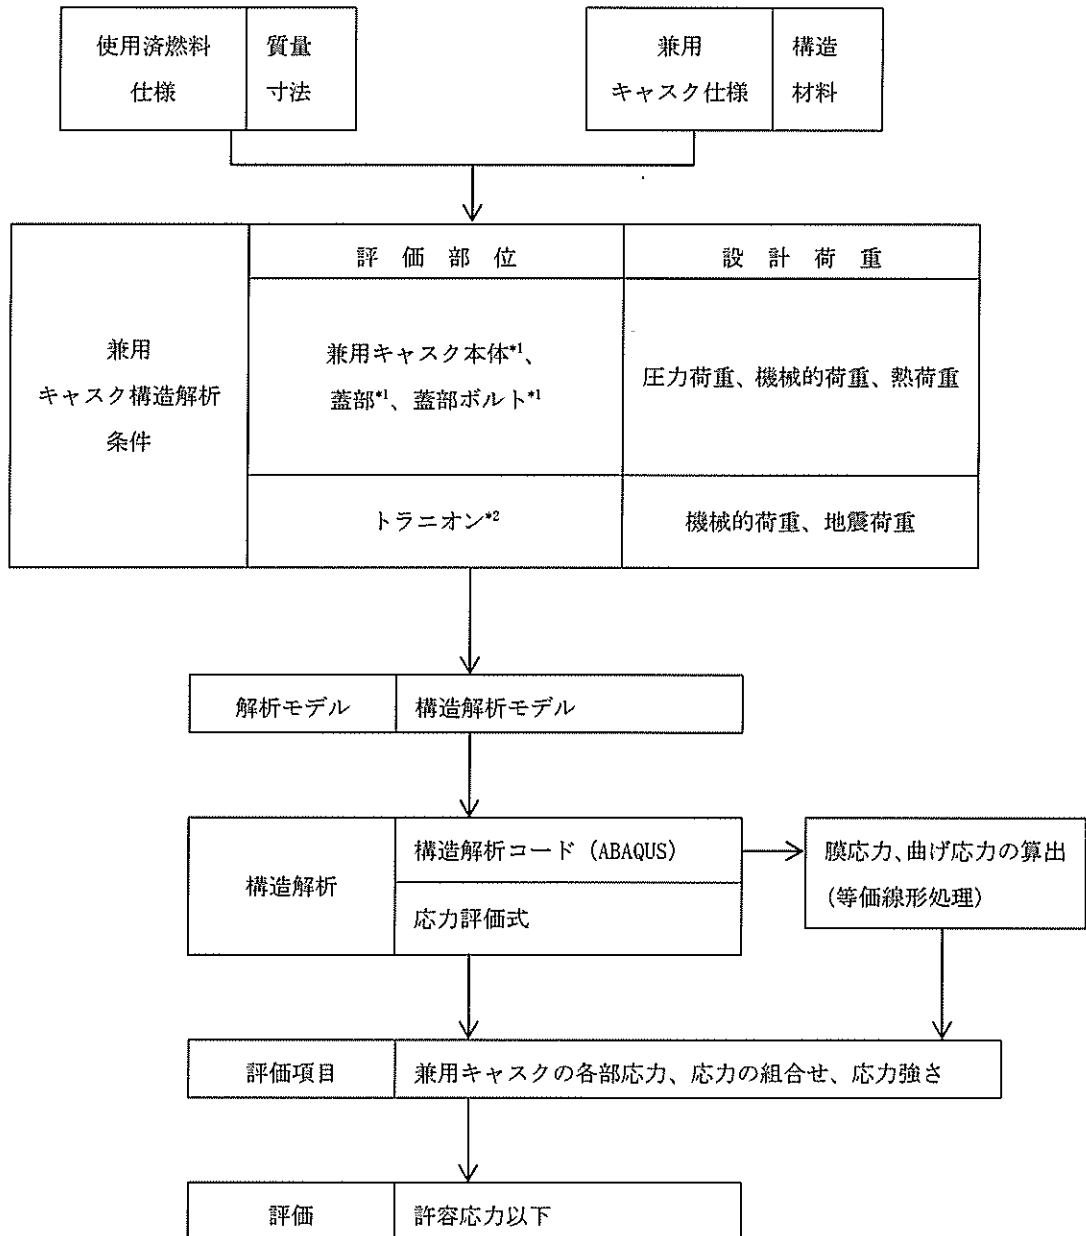 使用済燃料
仕様
質量
寸法
兼用
キャスク仕様
構造
材料
兼用
キャスク構造解析
条件
評価部位
設計荷重
兼用キャスク本体*1、
蓋部*1、蓋部ボルト*1
圧力荷重、機械的荷重、熱荷重
トラニオン*2
機械的荷重、地震荷重
解析モデル
構造解析モデル
構造解析
構造解析コード（ABAQUS）
応力評価式
膜応力、曲げ応力の算出
(等価線形処理)
評価項目
兼用キャスクの各部応力、応力の組合せ、応力強さ
評価
許容応力以下